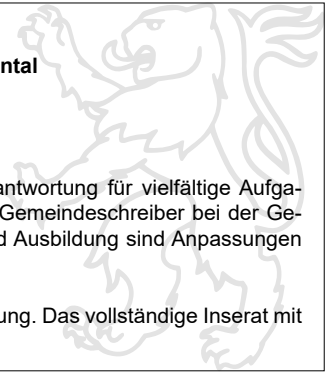 ntal
antwortung für vielfältige Aufga-
Gemeindeschreiber bei der Ge-
d Ausbildung sind Anpassungen
ung. Das vollständige Inserat mit